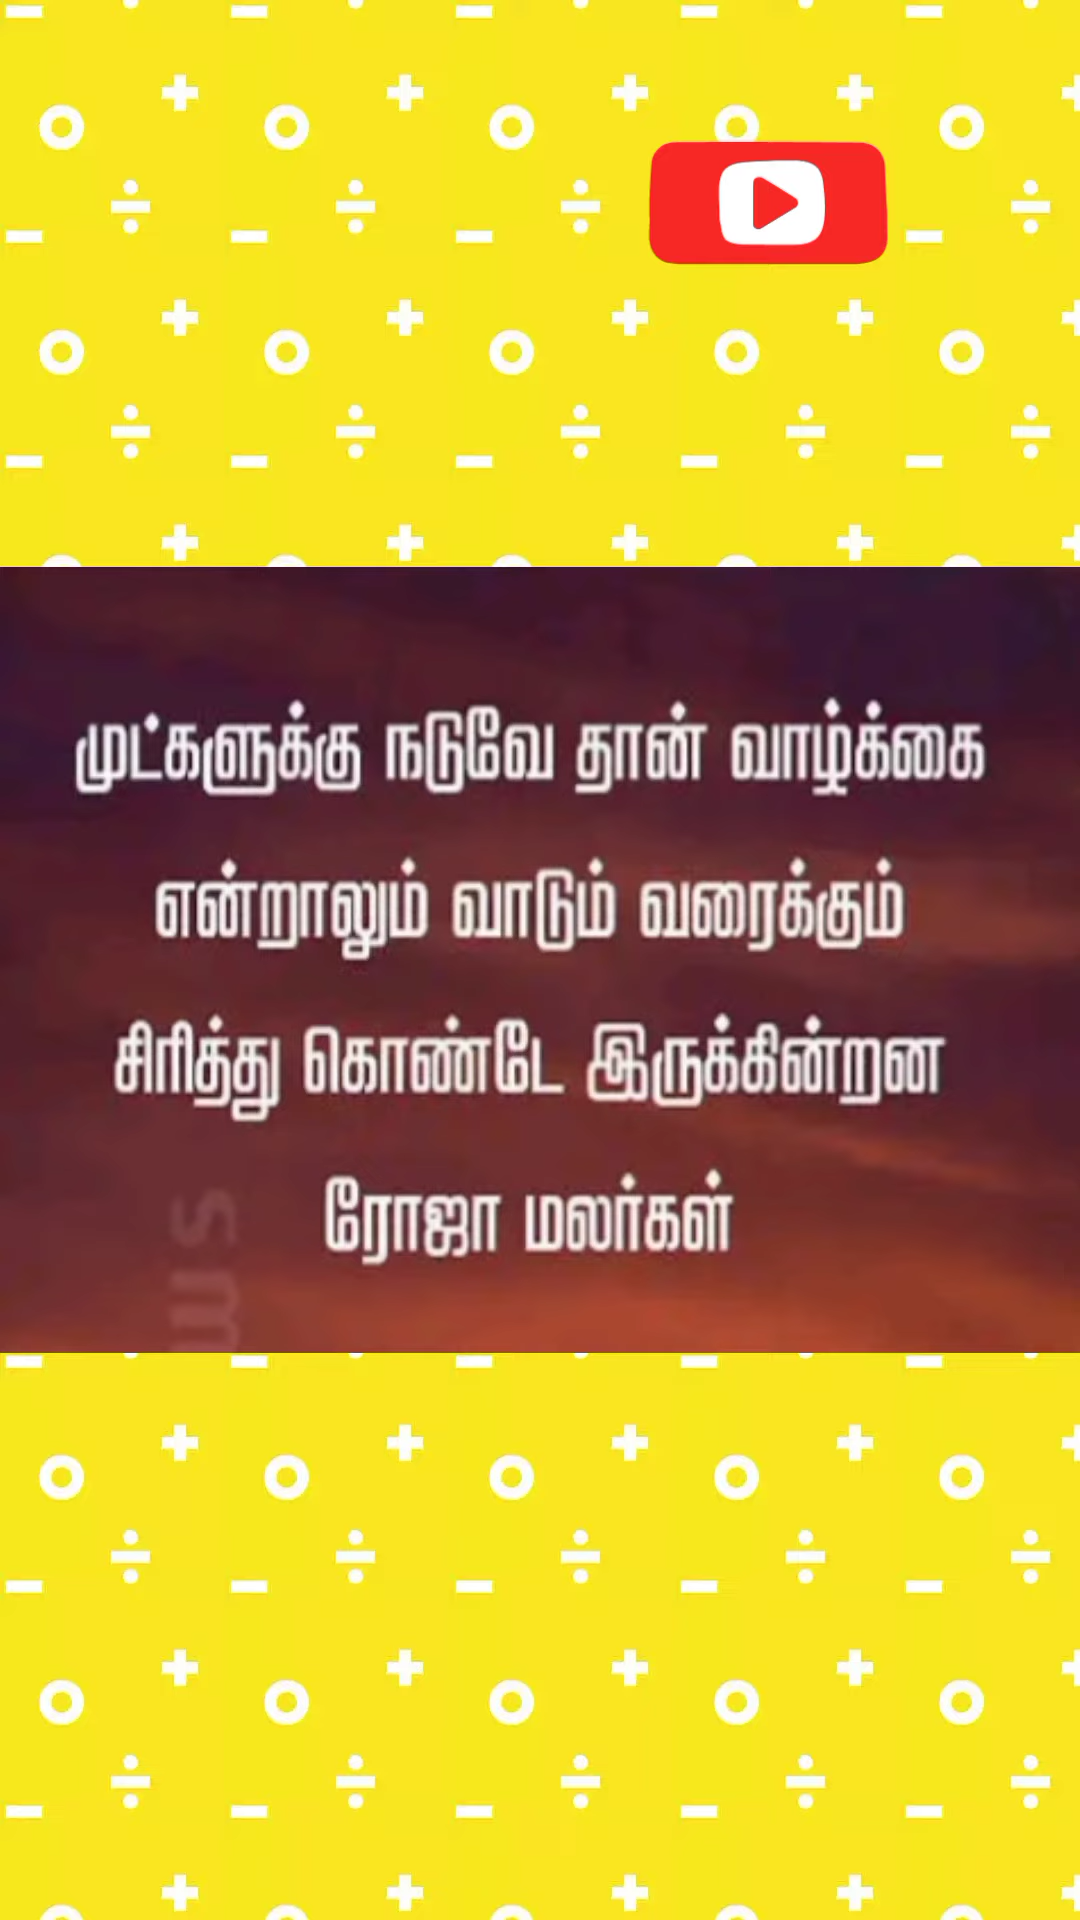 முட்களுக்கு நடுவே தான் வாழ்க்கை
என்றாலும் வாடும் வரைக்கும்
சிரித்து கொண்டே இருக்கின்றன
ரோஜா மலர்கள்